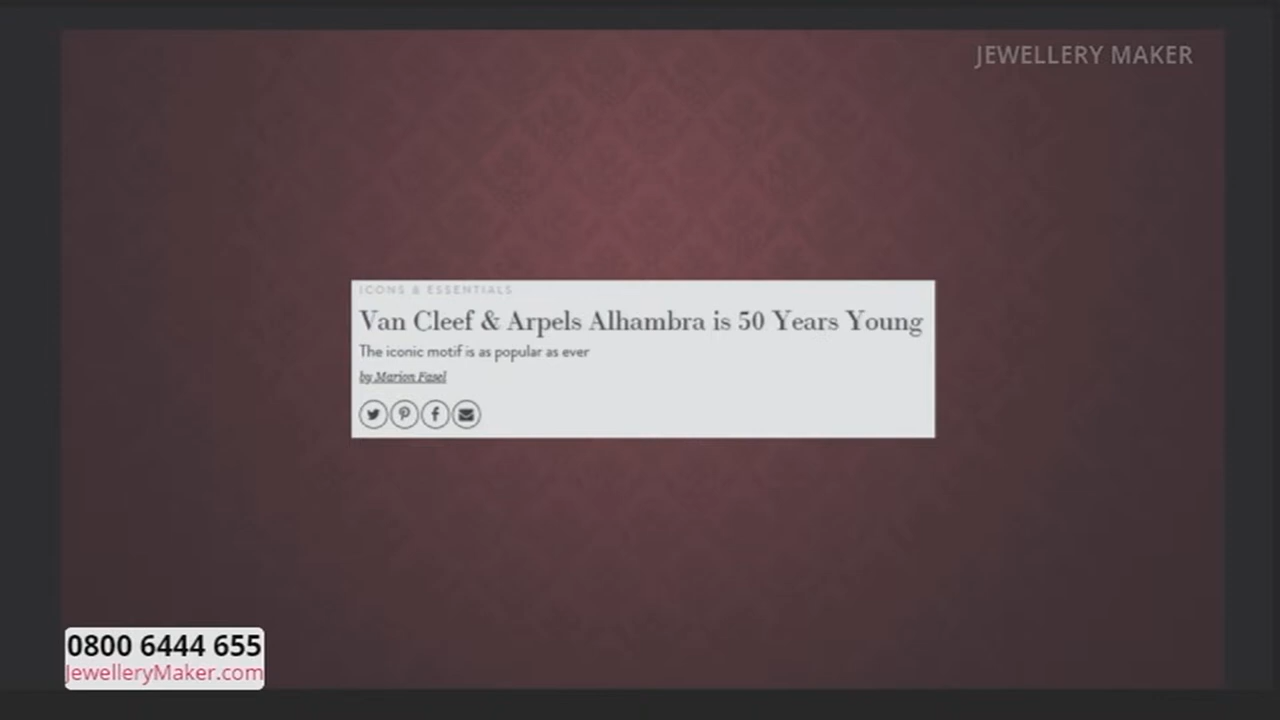 JEWELLERY MAKER
ICONS & ESSENTIALS
Van Cleef & Arpels Alhambra is 50 Years Young
The iconic motif is as popular as ever
by Marion Fasel
0800 6444 655
JewelleryMaker.com